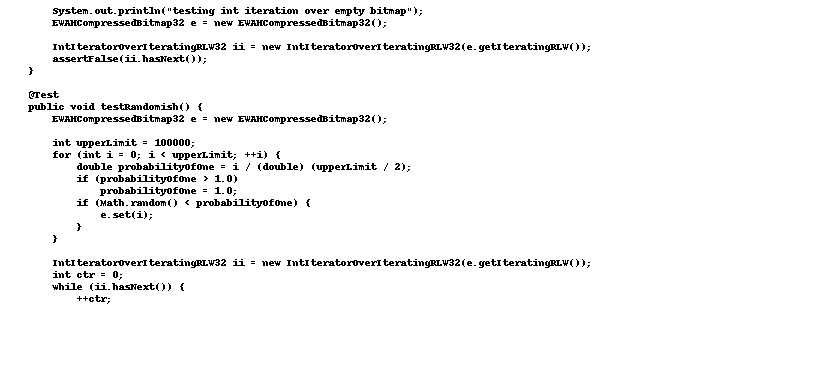 System.out.println("testing int iteration over empty bitmap");
EWAHCompressedBitmap32 e = new EWAHCompressedBitmap32();
IntIteratorOverIteratingRLW32 ii = new IntIteratorOverIteratingRLW32(e.getIteratingRLW());
assertFalse(ii.hasNext());
}
@Test
public void testRandomish() {
EWAHCompressedBitmap32 e = new EWAHCompressedBitmap32();
int upperLimit = 100000;
for (int i = 0; i < upperLimit; ++i) {
double probabilityOfOne = i / (double) (upperLimit / 2);
if (probabilityOfOne > 1.0)
probabilityOfOne = 1.0;
if (Math.random() < probabilityOfOne) {
e.set(i);
}
}
IntIteratorOverIteratingRLW32 ii = new IntIteratorOverIteratingRLW32(e.getIteratingRLW());
int ctr = 0;
while (ii.hasNext()) {
++ctr;